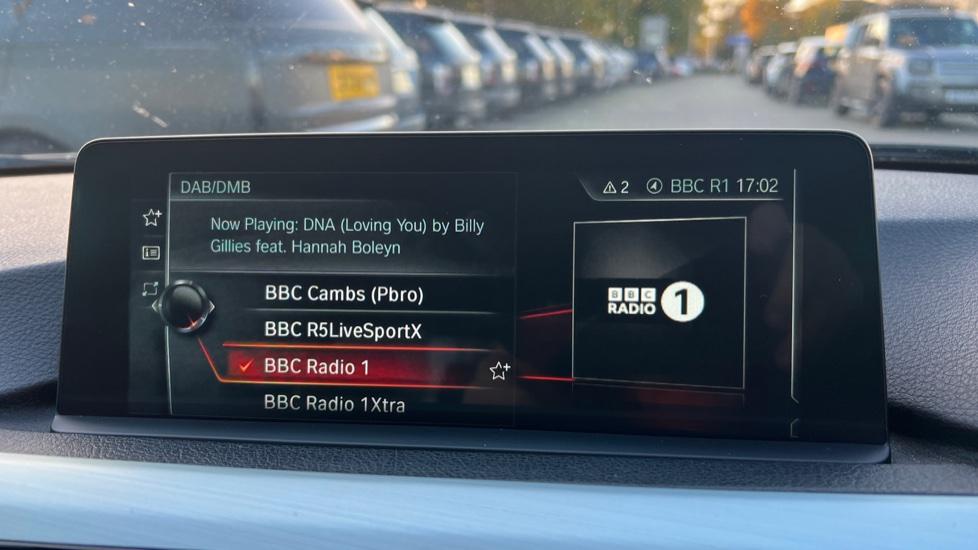 DAB/DMB
2 BBC R1 17:02
Now Playing: DNA (Loving You) by Billy
Gillies feat. Hannah Boleyn
BBC Cambs (Pbro)
BBC R5LiveSportX
BBC Radio 1
BBC Radio 1Xtra
BBC
RADIO 1